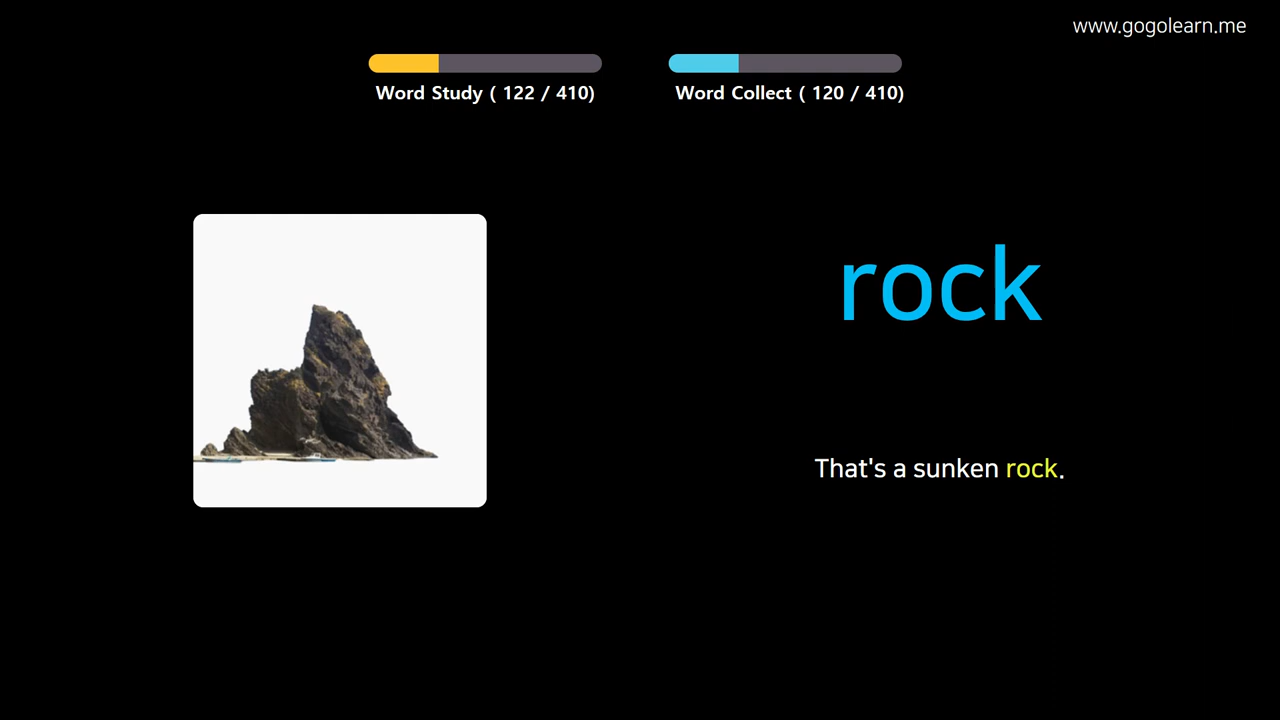 www.gogolearn.me
Word Study ( 122 / 410)
Word Collect ( 120 / 410)
rock
That's a sunken rock.